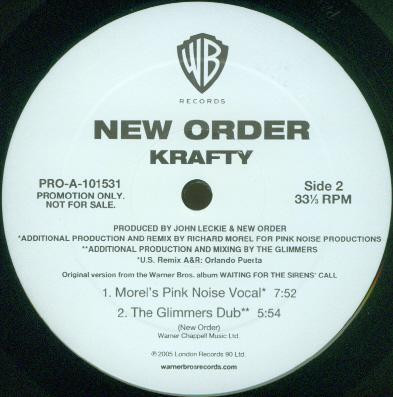 WB
RECORDS
NEW ORDER
KRAFTY
PRO-A-101531
PROMOTION ONLY.
NOT FOR SALE.
Side 2
33⅓ RPM
PRODUCED BY JOHN LECKIE & NEW ORDER
*ADDITIONAL PRODUCTION AND REMIX BY RICHARD MOREL FOR PINK NOISE PRODUCTIONS
**ADDITIONAL PRODUCTION AND MIXING BY THE GLIMMERS
*U.S. Remix A&R: Orlando Puerta
Original version from the Warner Bros. album WAITING FOR THE SIRENS' CALL
1. Morel's Pink Noise Vocal* 7:52
2. The Glimmers Dub** 5:54
(New Order)
Warner Chappell Music Ltd.
℗2005 London Records 90 Ltd.
warnerbrosrecords.com